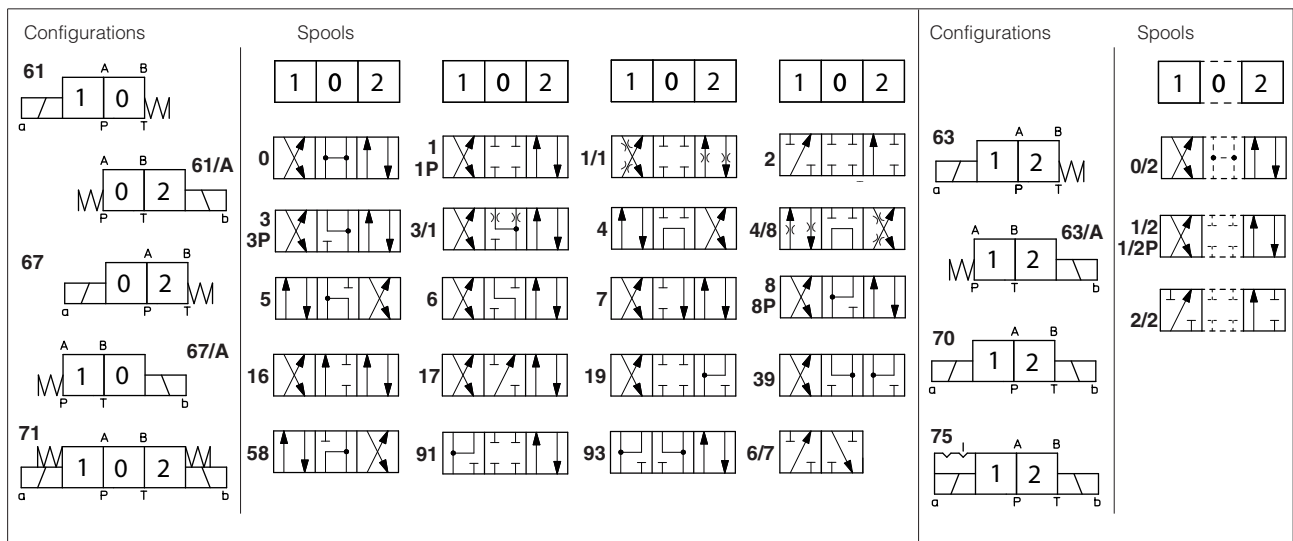 Configurations
Spools
Configurations
Spools
1 0 2
1 0 2
1 0 2
1 0 2
1 0 2
61
A B
1 0
a P T
61/A
0 2
P T b
67
A B
0 2
a P T
67/A
A B
1 0
P T b
71
A B
1 0 2
a P T b
0
1
1P
1/1
2
3
3P
3/1
4
4/8
5
6
7
8
8P
16
17
19
39
58
91
93
6/7
63
A B
1 2
a P T
63/A
A B
1 2
P T b
70
A B
1 2
a P T b
75
A B
1 2
a P T b
0/2
1/2
1/2P
2/2